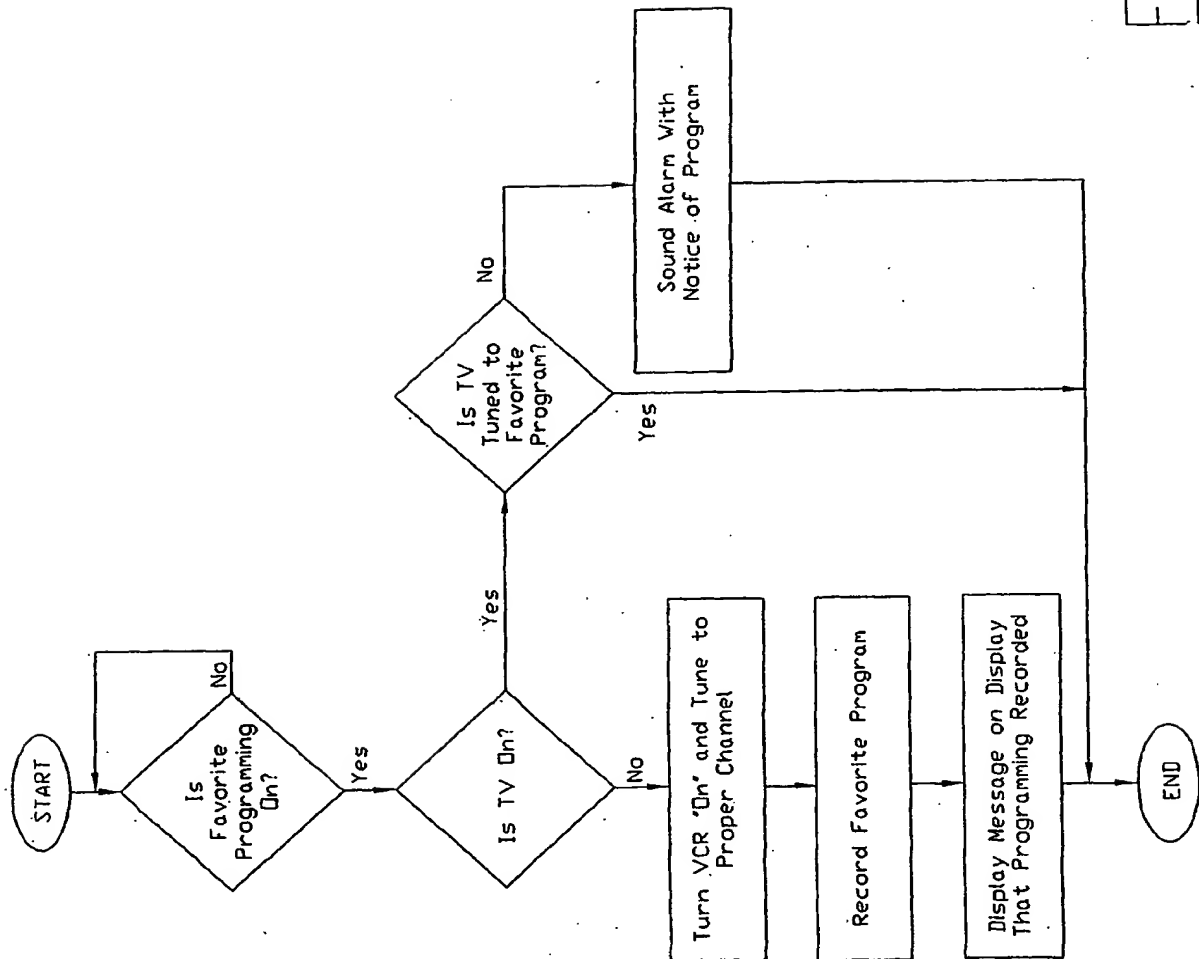 START
Is
Favorite
Programming
On?
No
Yes
Is TV On?
Yes
No
Is TV
Tuned to
Favorite
Program?
No
Yes
Sound Alarm With
Notice of Program
Turn VCR "On" and Tune to
Proper Channel
Record Favorite Program
Display Message on Display
That Programming Recorded
END